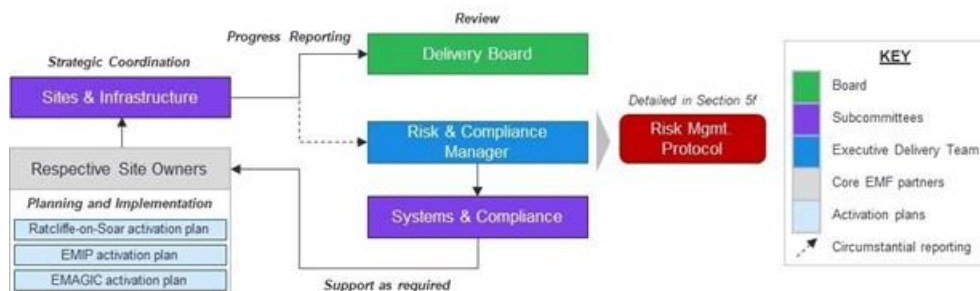 Review
Progress Reporting
Delivery Board
Strategic Coordination
Sites & Infrastructure
Respective Site Owners
Planning and Implementation
Ratcliffe-on-Soar activation plan
EMIP activation plan
EMAGIC activation plan
Risk & Compliance
Manager
Systems & Compliance
Support as required
Detailed in Section 5f
Risk Mgmt.
Protocol
KEY
Board
Subcommittees
Executive Delivery Team
Core EMF partners
Activation plans
Circumstantial reporting